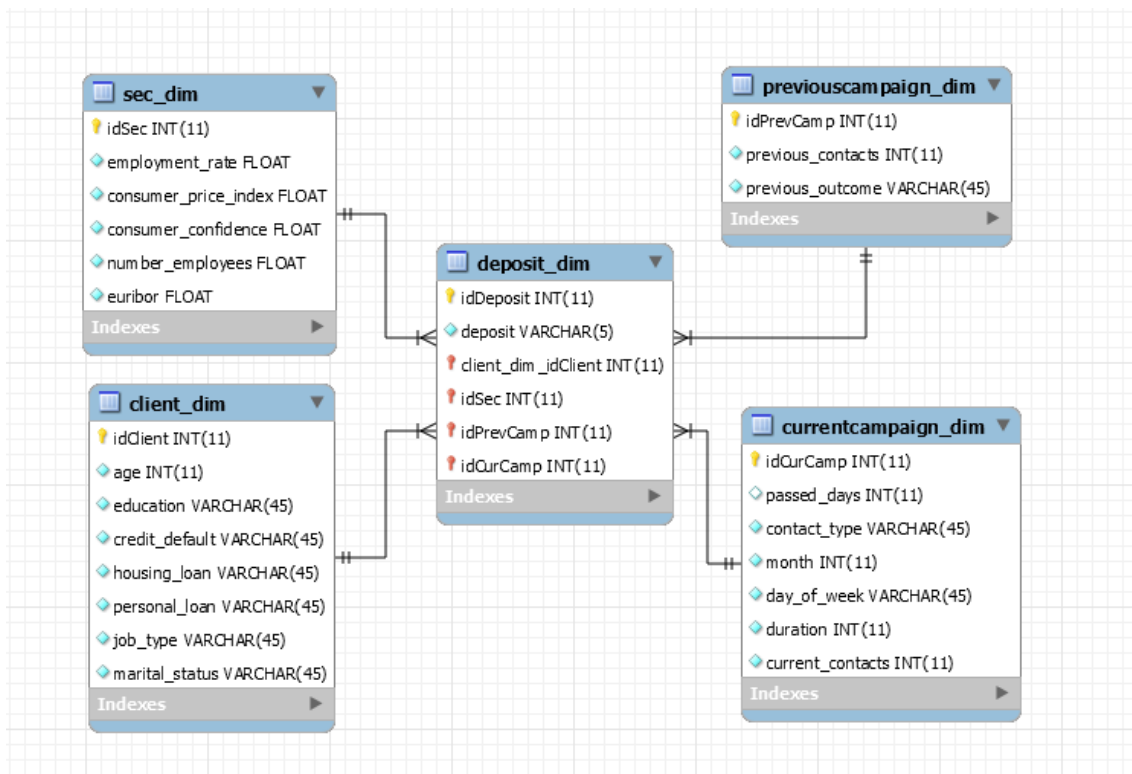 sec_dim
idSec INT(11)
employment_rate FLOAT
consumer_price_index FLOAT
consumer_confidence FLOAT
number_employees FLOAT
euribor FLOAT
Indexes
client_dim
idClient INT(11)
age INT(11)
education VARCHAR(45)
credit_default VARCHAR(45)
housing_loan VARCHAR(45)
personal_loan VARCHAR(45)
job_type VARCHAR(45)
marital_status VARCHAR(45)
Indexes
deposit_dim
idDeposit INT(11)
deposit VARCHAR(5)
client_dim_idClient INT(11)
idSec INT(11)
idPrevCamp INT(11)
idCurCamp INT(11)
Indexes
previouscampaign_dim
idPrevCamp INT(11)
previous_contacts INT(11)
previous_outcome VARCHAR(45)
Indexes
currentcampaign_dim
idCurCamp INT(11)
passed_days INT(11)
contact_type VARCHAR(45)
month INT(11)
day_of_week VARCHAR(45)
duration INT(11)
current_contacts INT(11)
Indexes